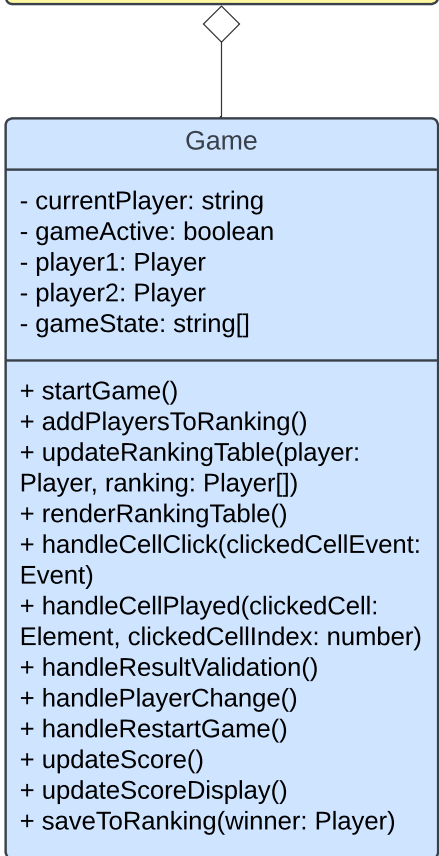 Game
- currentPlayer: string
- gameActive: boolean
- player1: Player
- player2: Player
- gameState: string[]
+ startGame()
+ addPlayersToRanking()
+ updateRankingTable(player:
Player, ranking: Player[])
+ renderRankingTable()
+ handleCellClick(clickedCellEvent:
Event)
+ handleCellPlayed(clickedCell:
Element, clickedCellIndex: number)
+ handleResultValidation()
+ handlePlayerChange()
+ handleRestartGame()
+ updateScore()
+ updateScoreDisplay()
+ saveToRanking(winner: Player)